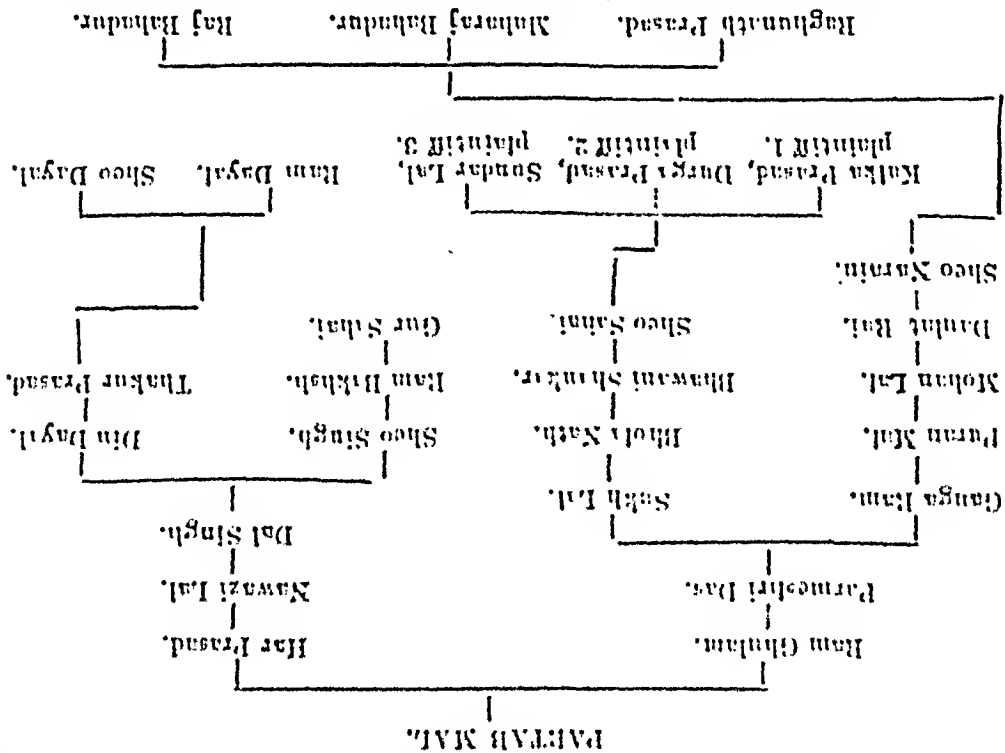 PARTAB MAL.
Ram Ghulam. Har Prasad.
Parmeshri Das. Nawazi Lal.
Dal Singh.
Ganga Ram. Sukh Lal.
Puran Mal. Bhola Nath. Sheo Singh. Din Dayal.
Mohan Lal. Bhawani Shankar. Ram Bakhsh. Thakur Prasad.
Daulat Rai. Sheo Sahai. Gur Sahai.
Sheo Narain.
Kalka Prasad, Durga Prasad, Sundar Lal, Ram Dayal. Sheo Dayal.
plaintiff 1. plaintiff 2. plaintiff 3.
Raghunath Prasad. Maharaj Bahadur. Raj Bahadur.